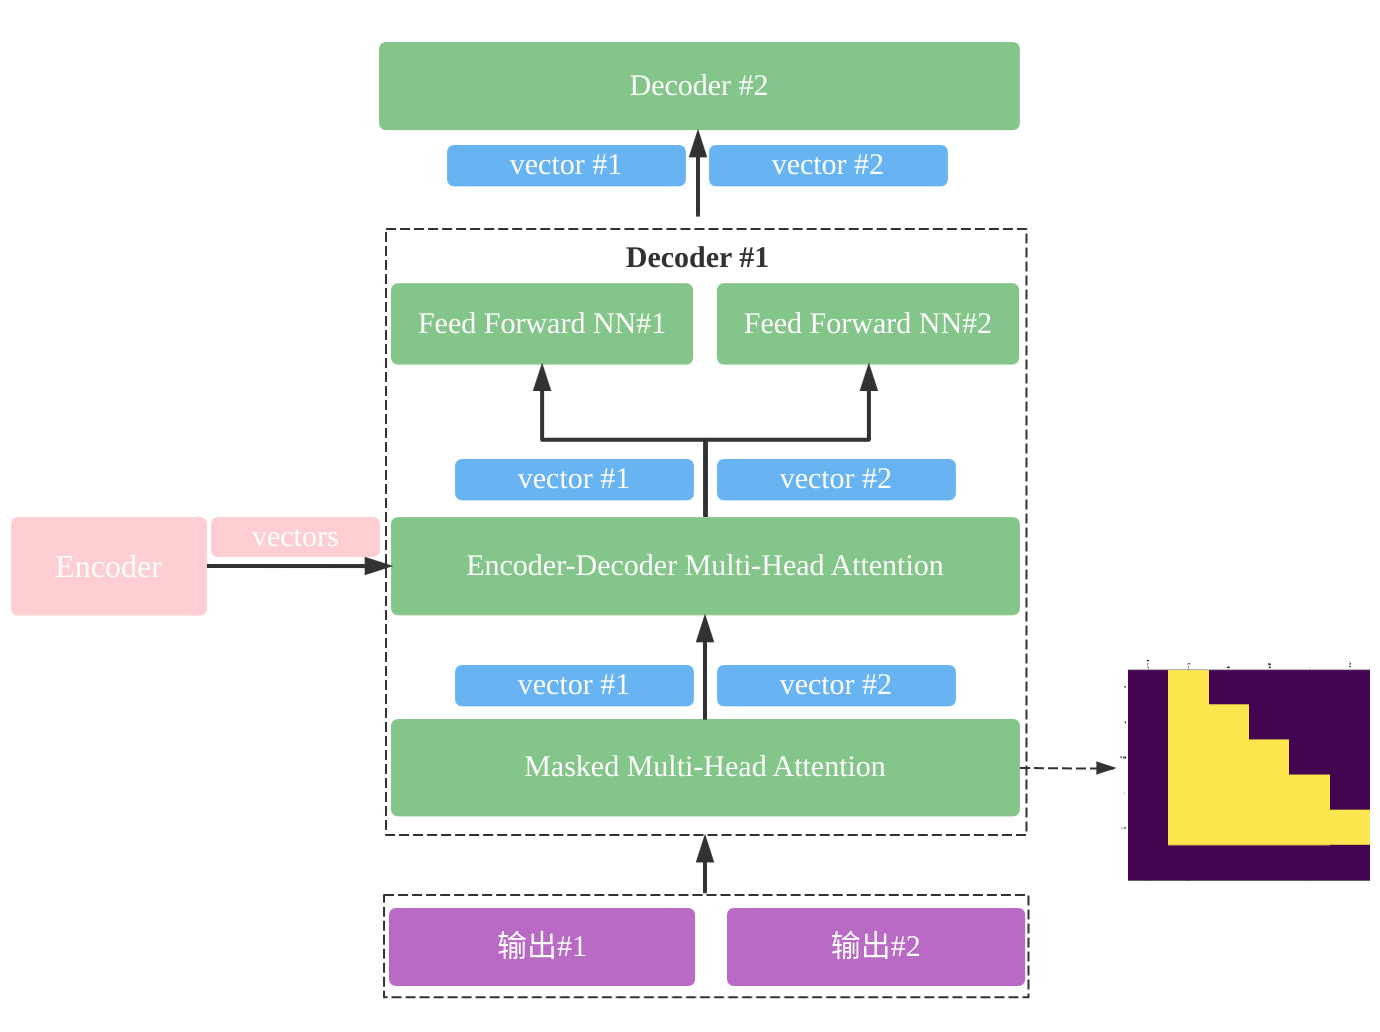 Decoder #2
vector #1
vector #2
Decoder #1
Feed Forward NN#1
Feed Forward NN#2
vector #1
vector #2
Encoder
vectors
Encoder-Decoder Multi-Head Attention
vector #1
vector #2
Masked Multi-Head Attention
输出#1
输出#2